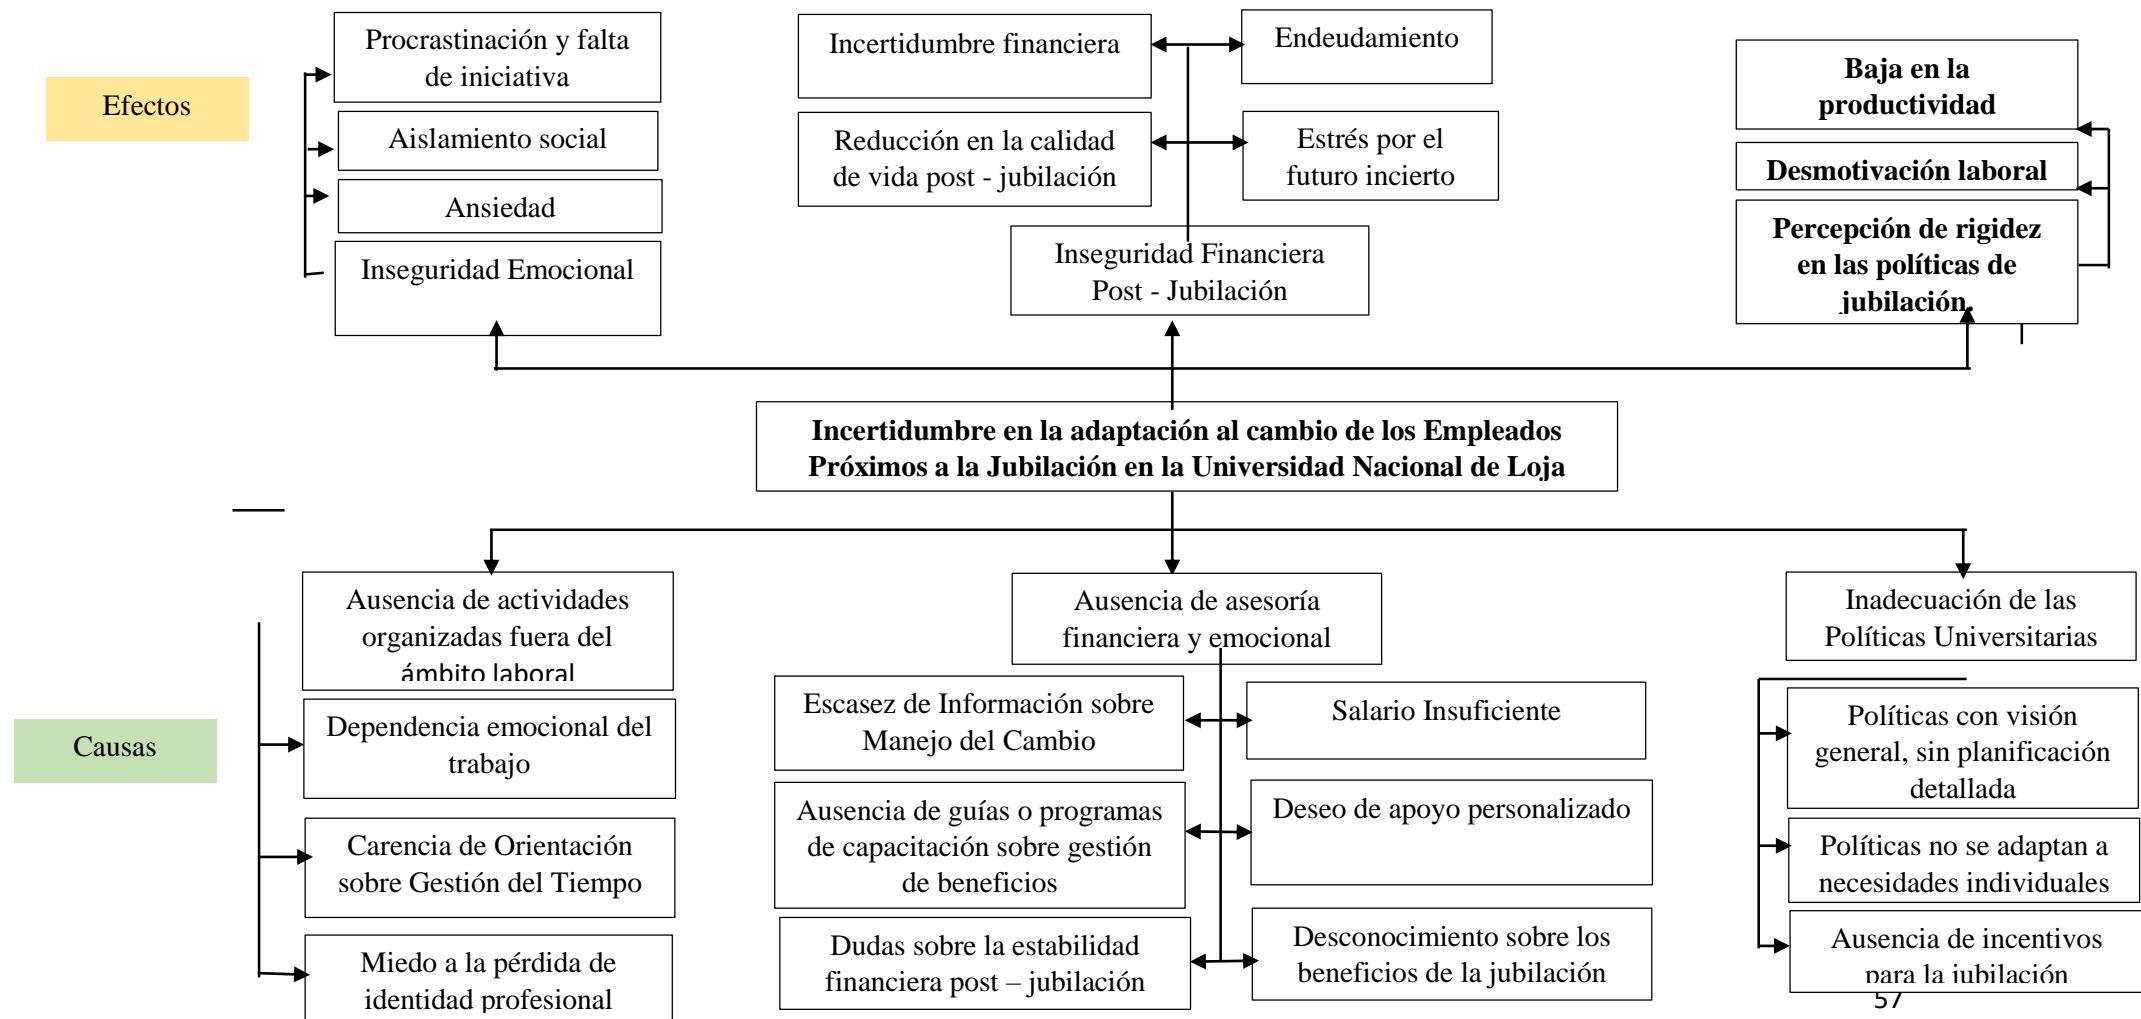 Efectos
Procrastinación y falta
de iniciativa
Aislamiento social
Ansiedad
Inseguridad Emocional
Incertidumbre financiera
Endeudamiento
Reducción en la calidad
de vida post - jubilación
Estrés por el
futuro incierto
Inseguridad Financiera
Post - Jubilación
Baja en la
productividad
Desmotivación laboral
Percepción de rigidez
en las políticas de
jubilación.
Incertidumbre en la adaptación al cambio de los Empleados
Próximos a la Jubilación en la Universidad Nacional de Loja
Causas
Ausencia de actividades
organizadas fuera del
ámbito laboral
Dependencia emocional del
trabajo
Carencia de Orientación
sobre Gestión del Tiempo
Miedo a la pérdida de
identidad profesional
Ausencia de asesoría
financiera y emocional
Escasez de Información sobre
Manejo del Cambio
Salario Insuficiente
Ausencia de guías o programas
de capacitación sobre gestión
de beneficios
Deseo de apoyo personalizado
Dudas sobre la estabilidad
financiera post – jubilación
Desconocimiento sobre los
beneficios de la jubilación
Inadecuación de las
Políticas Universitarias
Políticas con visión
general, sin planificación
detallada
Políticas no se adaptan a
necesidades individuales
Ausencia de incentivos
para la jubilación
57